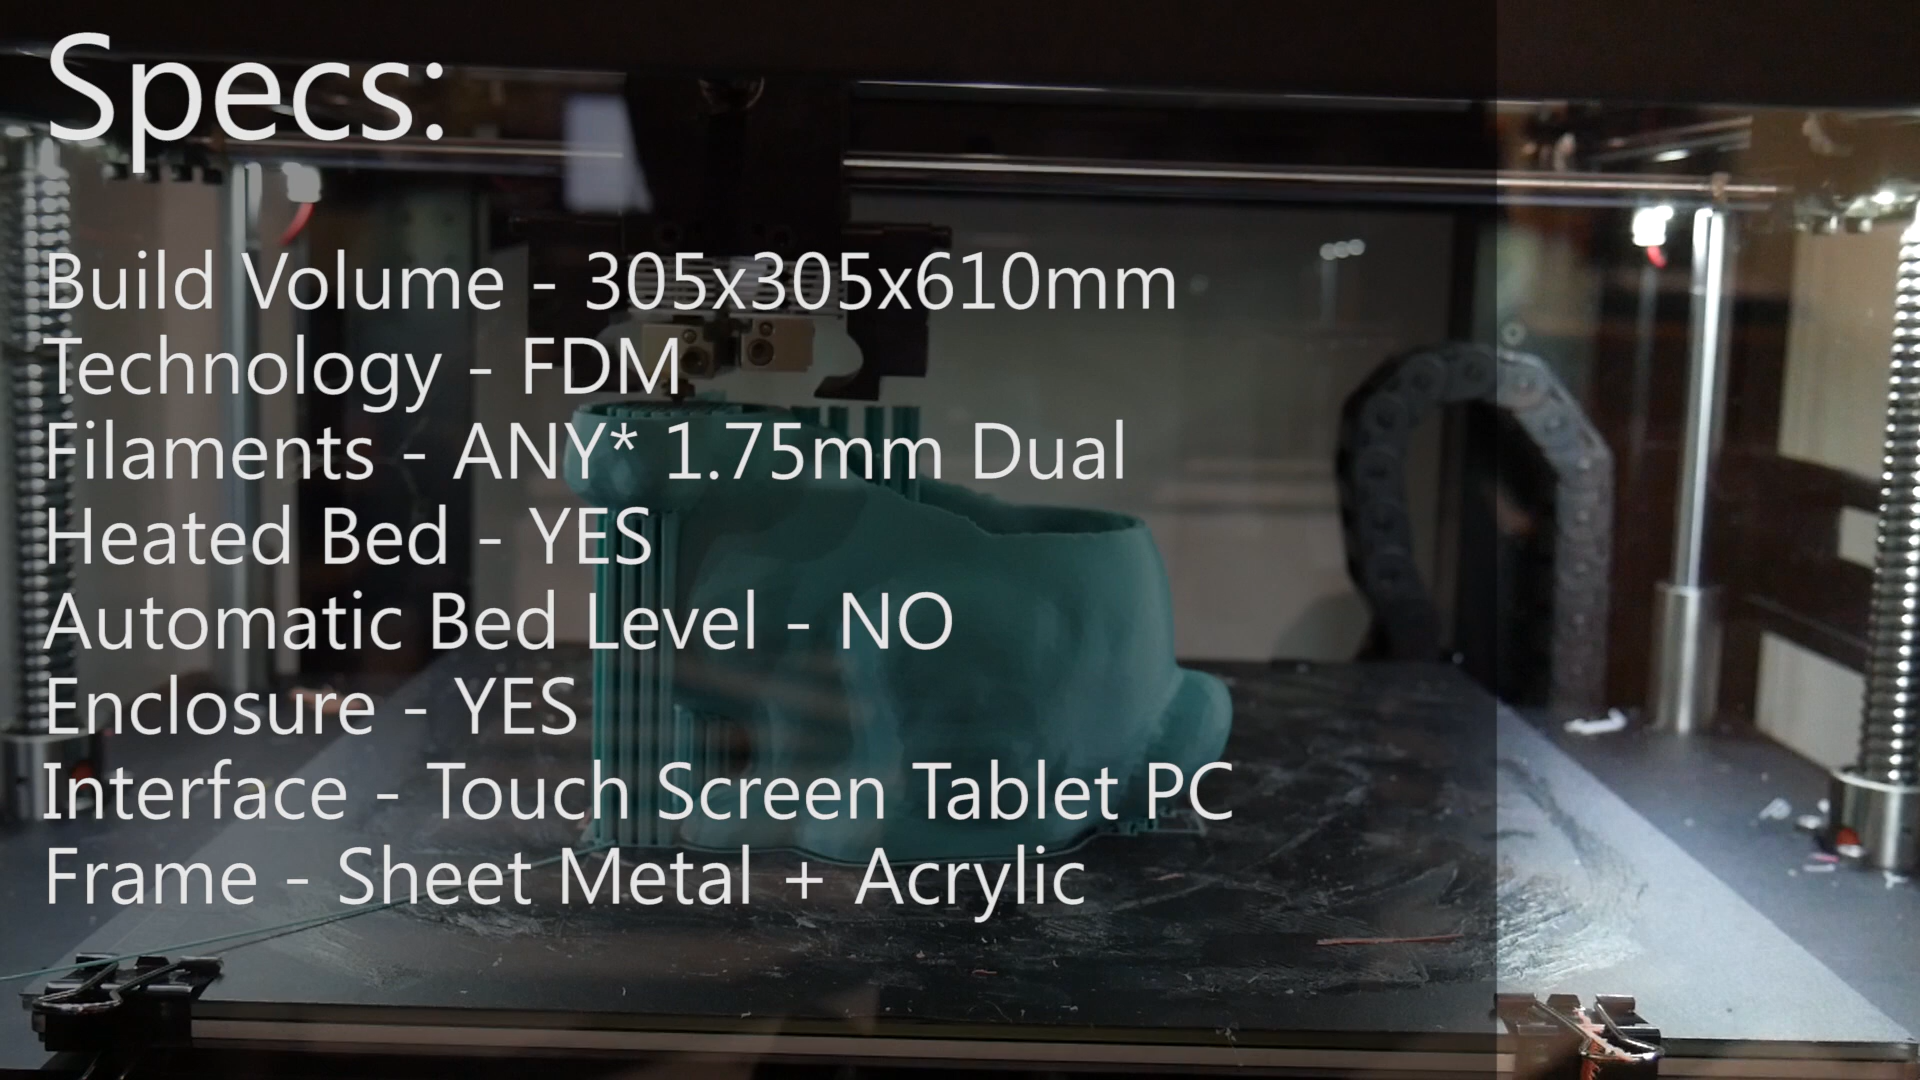 Specs:
Build Volume - 305x305x610mm
Technology - FDM
Filaments - ANY* 1.75mm Dual
Heated Bed - YES
Automatic Bed Level - NO
Enclosure - YES
Interface - Touch Screen Tablet PC
Frame - Sheet Metal + Acrylic